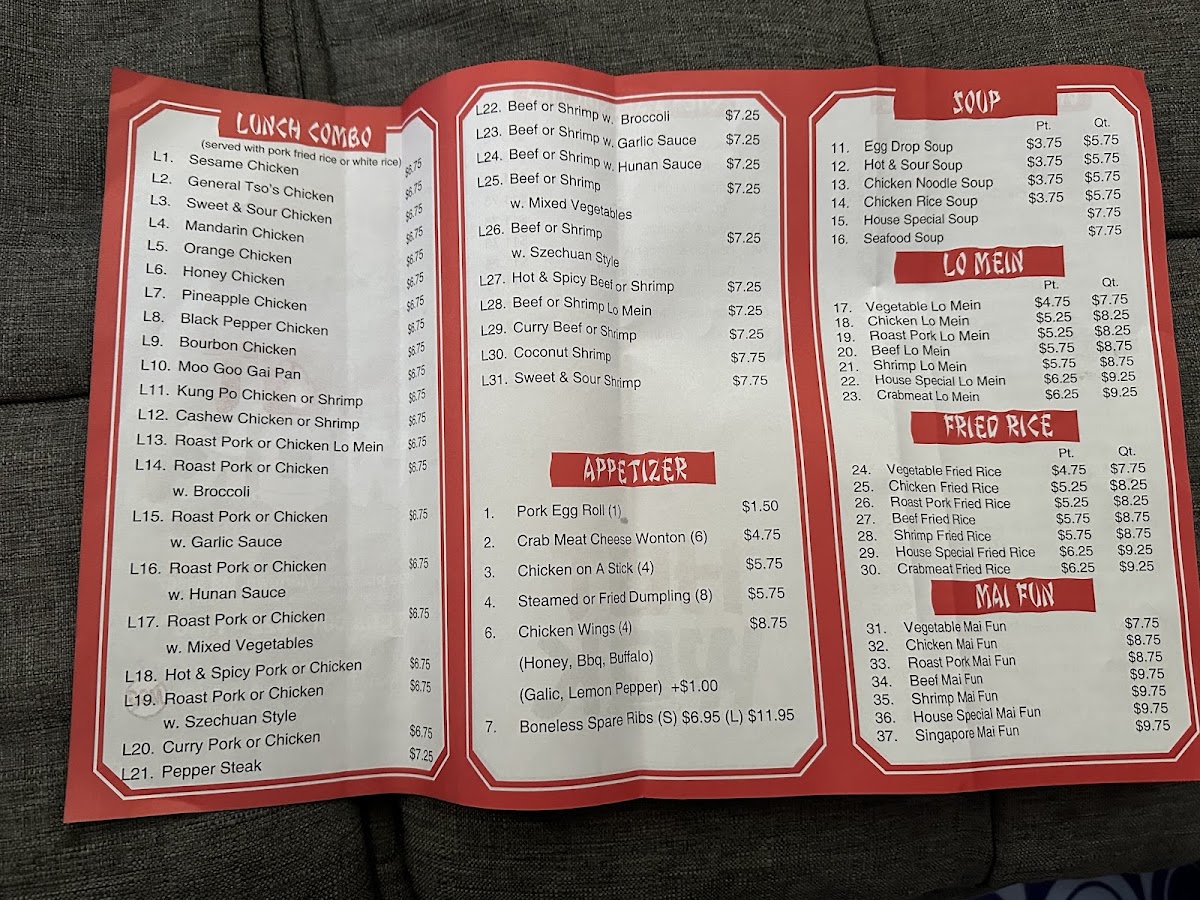 LUNCH COMBO
(served with pork fried rice or white rice)
L1. Sesame Chicken $6.75
L2. General Tso's Chicken $6.75
L3. Sweet & Sour Chicken $6.75
L4. Mandarin Chicken $6.75
L5. Orange Chicken $6.75
L6. Honey Chicken $6.75
L7. Pineapple Chicken $6.75
L8. Black Pepper Chicken $6.75
L9. Bourbon Chicken $6.75
L10. Moo Goo Gai Pan $6.75
L11. Kung Po Chicken or Shrimp $6.75
L12. Cashew Chicken or Shrimp $6.75
L13. Roast Pork or Chicken Lo Mein $6.75
L14. Roast Pork or Chicken $6.75
w. Broccoli
L15. Roast Pork or Chicken $6.75
w. Garlic Sauce
L16. Roast Pork or Chicken $6.75
w. Hunan Sauce
L17. Roast Pork or Chicken $6.75
w. Mixed Vegetables
L18. Hot & Spicy Pork or Chicken $6.75
L19. Roast Pork or Chicken $6.75
w. Szechuan Style
L20. Curry Pork or Chicken $6.75
L21. Pepper Steak $7.25
L22. Beef or Shrimp w. Broccoli $7.25
L23. Beef or Shrimp w. Garlic Sauce $7.25
L24. Beef or Shrimp w. Hunan Sauce $7.25
L25. Beef or Shrimp $7.25
w. Mixed Vegetables
L26. Beef or Shrimp $7.25
w. Szechuan Style
L27. Hot & Spicy Beef or Shrimp $7.25
L28. Beef or Shrimp Lo Mein $7.25
L29. Curry Beef or Shrimp $7.25
L30. Coconut Shrimp $7.75
L31. Sweet & Sour Shrimp $7.75
APPETIZER
1. Pork Egg Roll (1) $1.50
2. Crab Meat Cheese Wonton (6) $4.75
3. Chicken on A Stick (4) $5.75
4. Steamed or Fried Dumpling (8) $5.75
6. Chicken Wings (4) $8.75
(Honey, Bbq, Buffalo)
(Galic, Lemon Pepper) +$1.00
7. Boneless Spare Ribs (S) $6.95 (L) $11.95
SOUP
Pt. Qt.
11. Egg Drop Soup $3.75 $5.75
12. Hot & Sour Soup $3.75 $5.75
13. Chicken Noodle Soup $3.75 $5.75
14. Chicken Rice Soup $3.75 $5.75
15. House Special Soup $7.75
16. Seafood Soup $7.75
LO MEIN
Pt. Qt.
17. Vegetable Lo Mein $4.75 $7.75
18. Chicken Lo Mein $5.25 $8.25
19. Roast Pork Lo Mein $5.25 $8.25
20. Beef Lo Mein $5.75 $8.75
21. Shrimp Lo Mein $5.75 $8.75
22. House Special Lo Mein $6.25 $9.25
23. Crabmeat Lo Mein $6.25 $9.25
FRIED RICE
Pt. Qt.
24. Vegetable Fried Rice $4.75 $7.75
25. Chicken Fried Rice $5.25 $8.25
26. Roast Pork Fried Rice $5.25 $8.25
27. Beef Fried Rice $5.75 $8.75
28. Shrimp Fried Rice $5.75 $8.75
29. House Special Fried Rice $6.25 $9.25
30. Crabmeat Fried Rice $6.25 $9.25
MAI FUN
31. Vegetable Mai Fun $7.75
32. Chicken Mai Fun $8.75
33. Roast Pork Mai Fun $8.75
34. Beef Mai Fun $9.75
35. Shrimp Mai Fun $9.75
36. House Special Mai Fun $9.75
37. Singapore Mai Fun $9.75